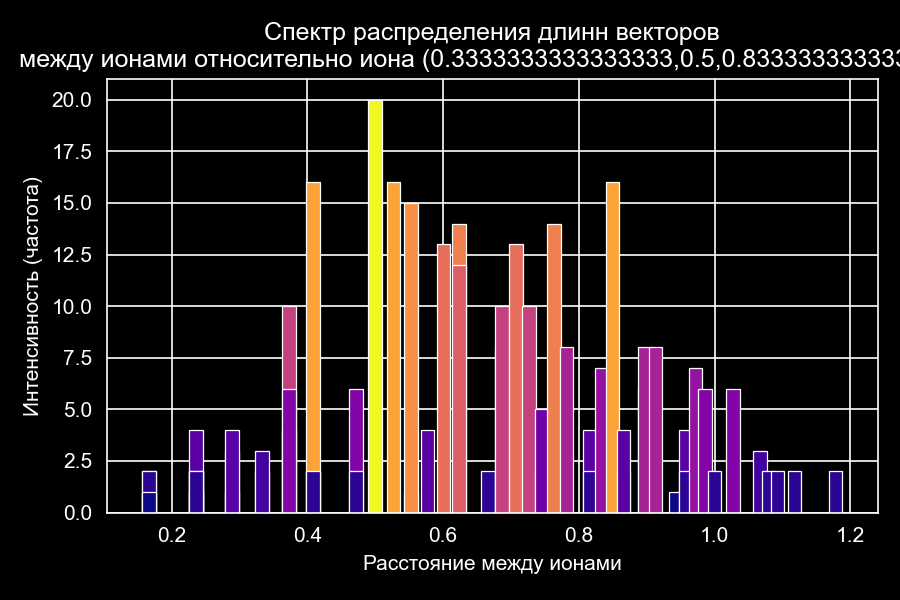 Спектр распределения длинн векторов
между ионами относительно иона (0.3333333333333333,0.5,0.833333333333
Интенсивность (частота)
20.0
17.5
15.0
12.5
10.0
7.5
5.0
2.5
0.0
0.2 0.4 0.6 0.8 1.0 1.2
Расстояние между ионами